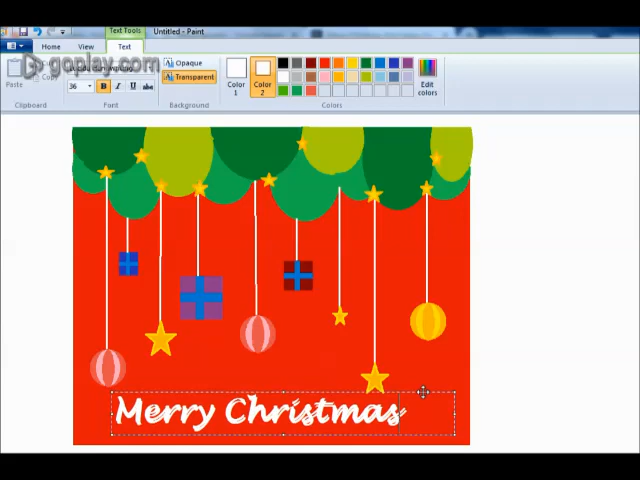 Text Tools
Untitled - Paint
Home
View
Text
goplay.com
Paste
Copy
36
B
I
U
abc
A
Opaque
A
Transparent
Color
1
Color
2
Edit
colors
Clipboard
Font
Background
Colors
Merry Christmas